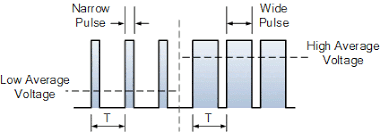 Narrow
Pulse
Wide
Pulse
High Average
Voltage
Low Average
Voltage
T
T